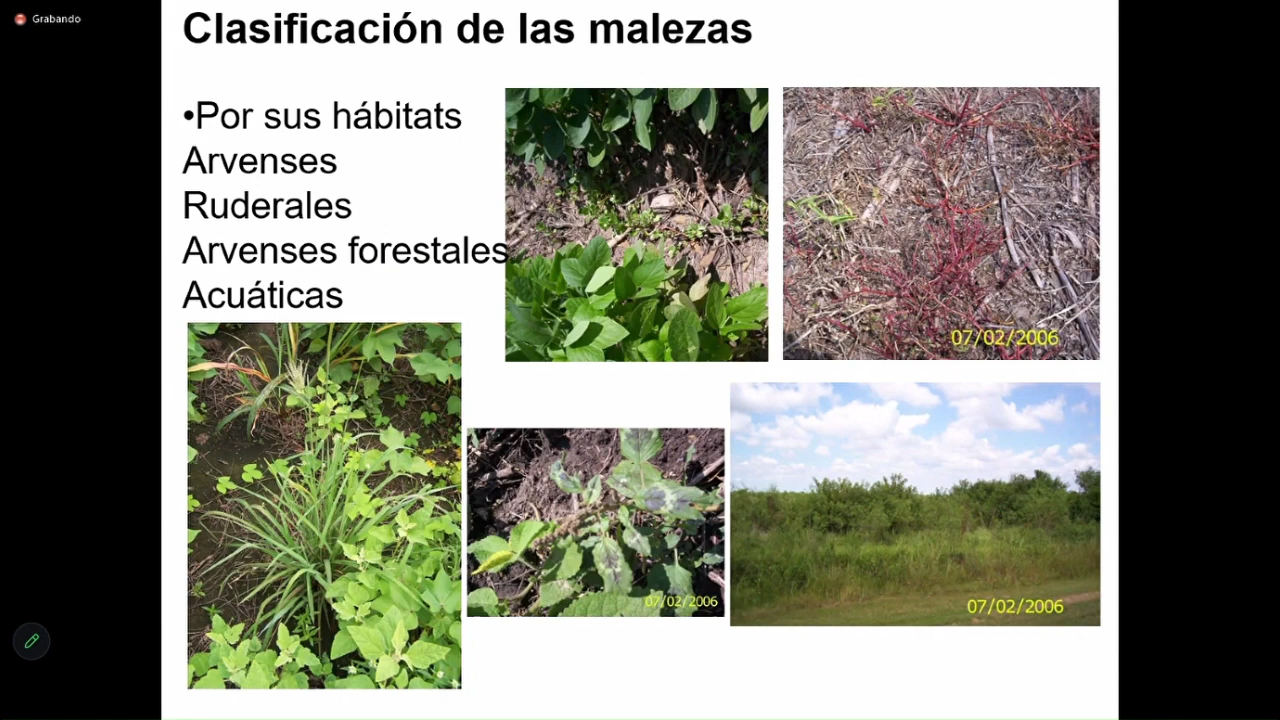 Grabando
Clasificación de las malezas
•Por sus hábitats
Arvenses
Ruderales
Arvenses forestales
Acuáticas
07/02/2006
07/02/2006
07/02/2006